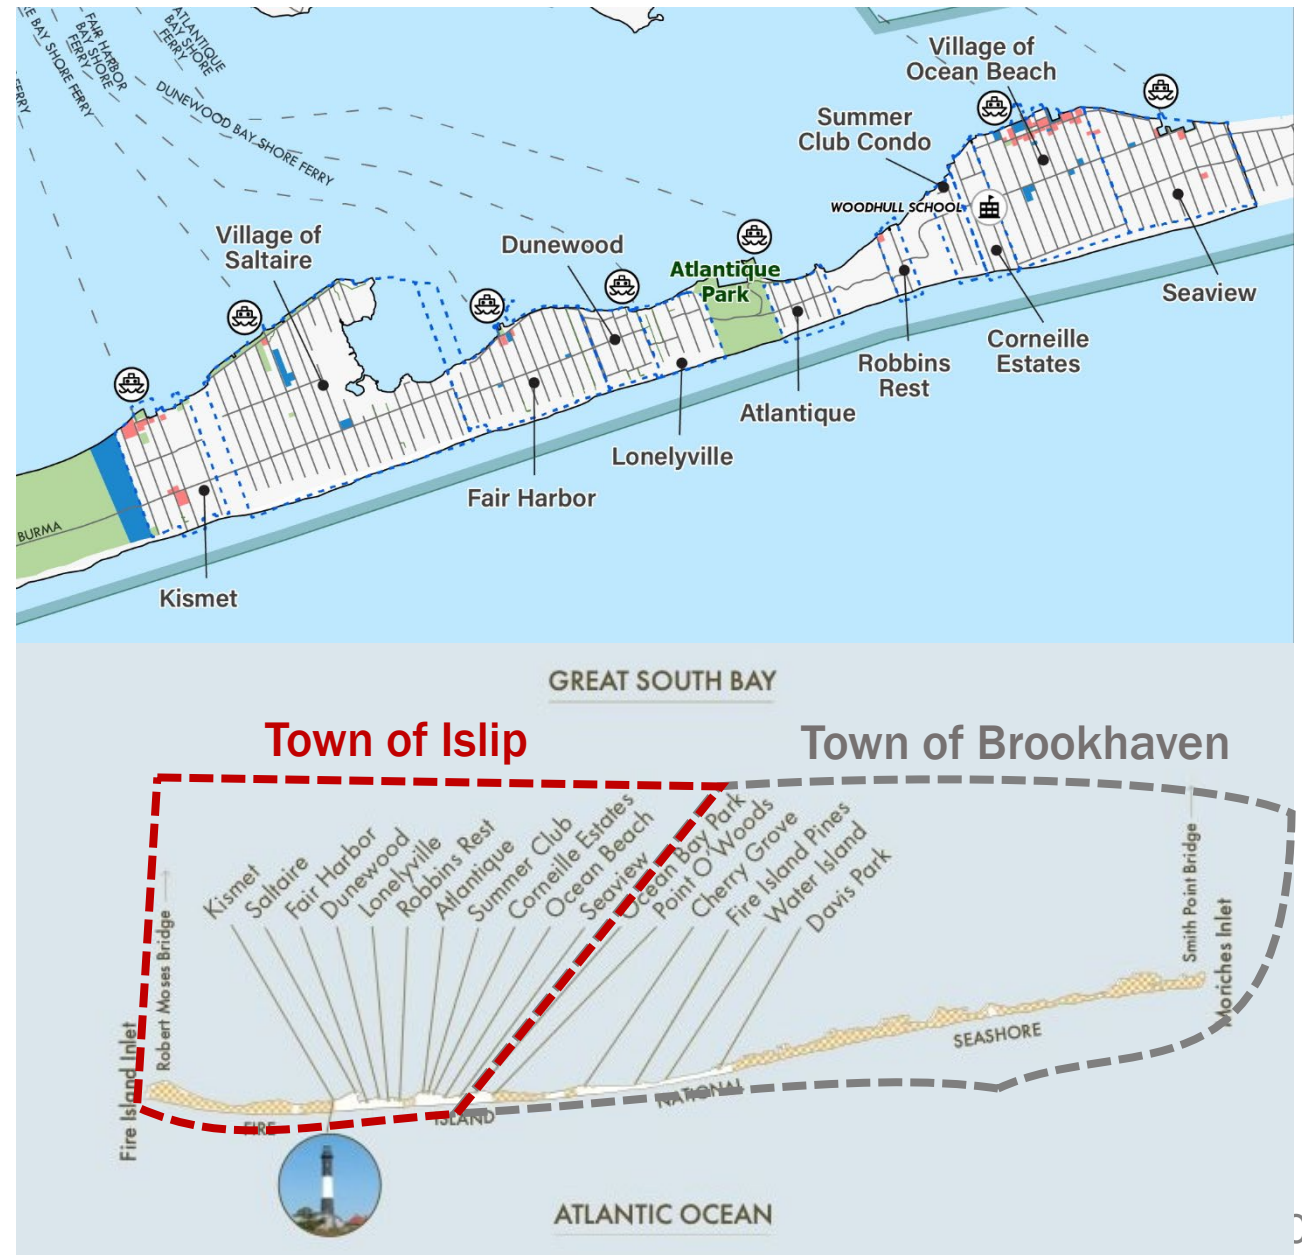 ATLANTIQUE
BAY SHORE
FERRY
FAIR HARBOR
BAY SHORE
FERRY
E BAY SHORE FERRY
FERRY
DUNEWOOD BAY SHORE FERRY
Village of
Ocean Beach
Summer
Club Condo
WOODHULL SCHOOL
Village of
Saltaire
Dunewood
Atlantique
Park
Seaview
Corneille
Estates
Robbins
Rest
Atlantique
Lonelyville
Fair Harbor
BURMA
Kismet
GREAT SOUTH BAY
Town of Islip
Town of Brookhaven
Kismet
Saltaire
Fair Harbor
Dunewood
Lonelyville
Robbins Rest
Atlantique
Summer Club
Corneille Estates
Ocean Beach
Seaview
Ocean Bay Park
Point O' Woods
Cherry Grove
Fire Island Pines
Water Island
Davis Park
Robert Moses Bridge
Fire Island Inlet
Smith Point Bridge
Moriches Inlet
FIRE
ISLAND
NATIONAL
SEASHORE
ATLANTIC OCEAN